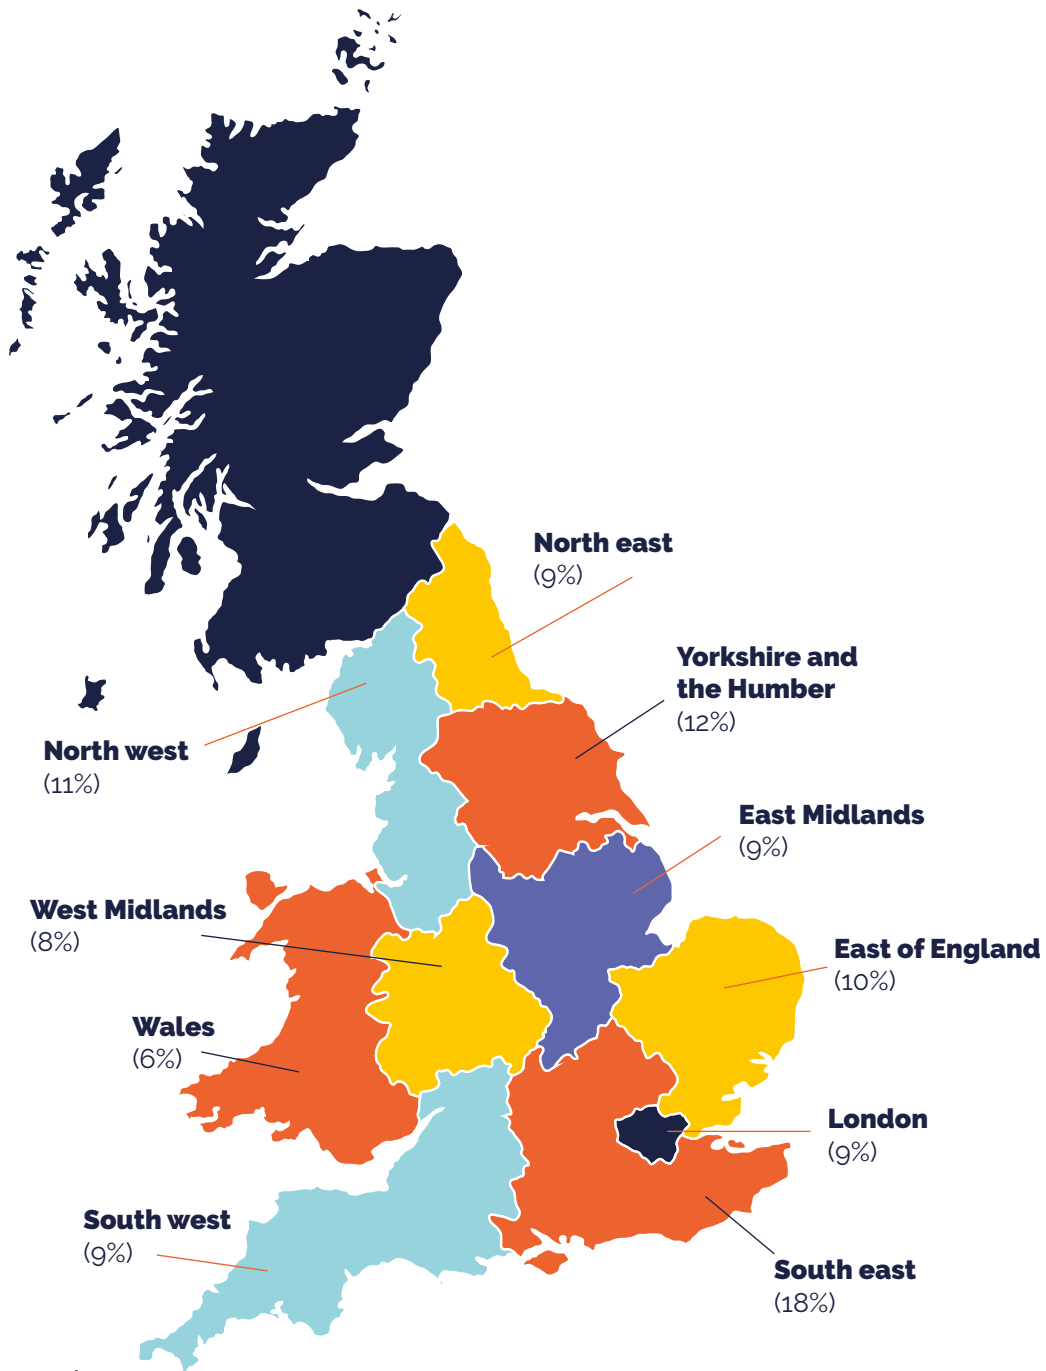 North east
(9%)
Yorkshire and
the Humber
(12%)
North west
(11%)
East Midlands
(9%)
West Midlands
(8%)
East of England
(10%)
Wales
(6%)
London
(9%)
South west
(9%)
South east
(18%)